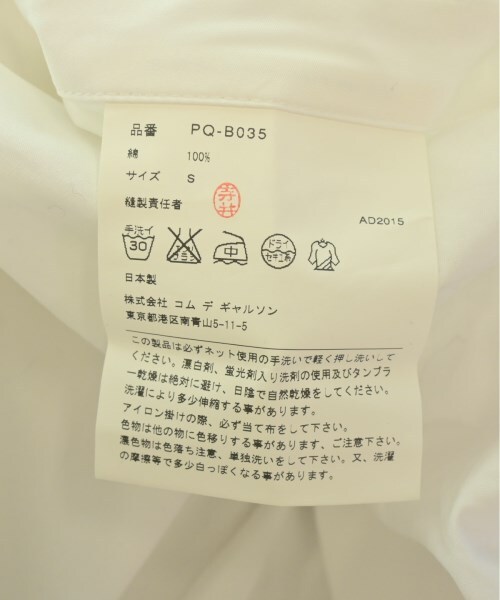 品番 PQ-B035
綿 100%
サイズ S
縫製責任者
AD2015
手洗イ
30
中
ドライ
セキユ系
日本製
株式会社 コム デ ギャルソン
東京都港区南青山5-11-5
この製品は必ずネット使用の手洗いで軽く押し洗いして
ください。漂白剤、蛍光剤入り洗剤の使用及びタンブラ
ー乾燥は絶対に避け、日陰で自然乾燥をしてください。
洗濯により多少伸縮する事があります。
アイロン掛けの際、必ず当て布をして下さい。
色物は他の物に色移りする事があります、ご注意下さい。
濃色物は色落ち注意、単独洗いをして下さい。又、洗濯
の摩擦等で多少白っぽくなる事があります。